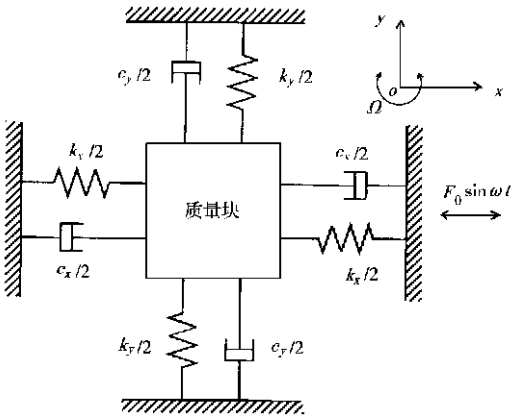 y
c_y/2
k_y/2
o
x
Ω
k_x/2
c_x/2
F_0 sin ω t
质量块
c_x/2
k_x/2
k_y/2
c_y/2